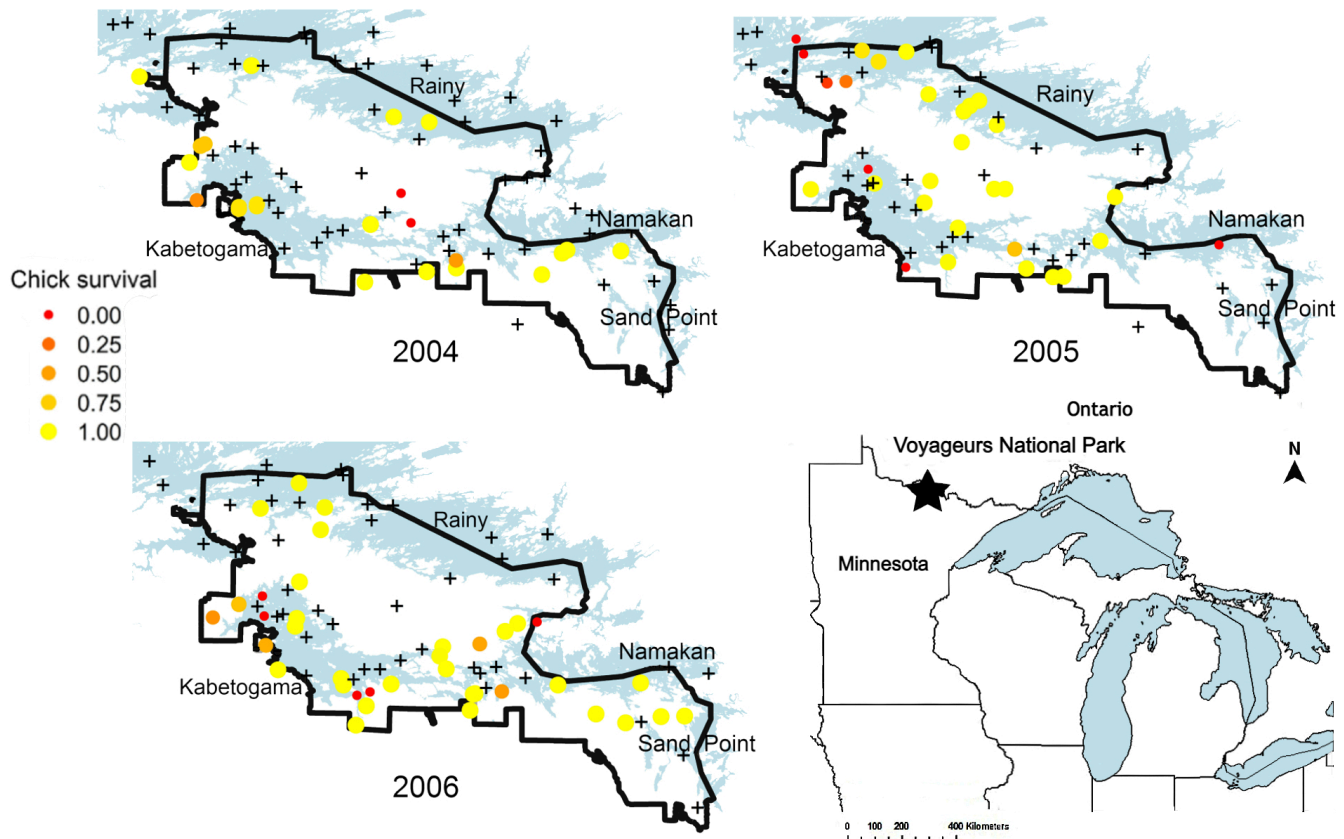 Rainy
Namakan
Kabetogama
Sand Point
2004
Rainy
Namakan
Kabetogama
Sand Point
2005
Chick survival
0.00
0.25
0.50
0.75
1.00
Rainy
Namakan
Kabetogama
Sand Point
2006
Ontario
Voyageurs National Park
N
Minnesota
0 100 200 400 Kilometers